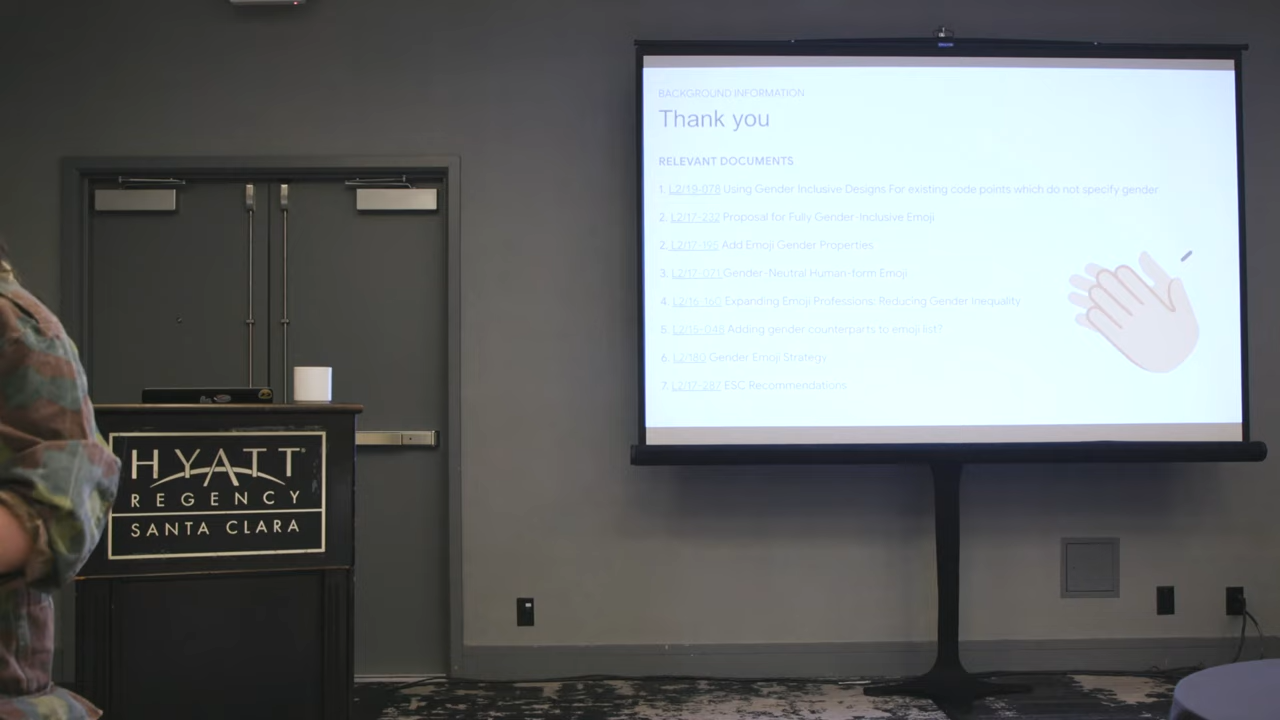 BACKGROUND INFORMATION
Thank you
RELEVANT DOCUMENTS
1. L2/19-078 Using Gender Inclusive Designs For existing code points which do not specify gender
2. L2/17-232 Proposal for Fully Gender-Inclusive Emoji
2. L2/17-195 Add Emoji Gender Properties
3. L2/17-071 Gender-Neutral Human-form Emoji
4. L2/16-160 Expanding Emoji Professions: Reducing Gender Inequality
5. L2/16-048 Adding gender counterparts to emoji list?
6. L2/180 Gender Emoji Strategy
7. L2/17-287 ESC Recommendations
HYATT
REGENCY
SANTA CLARA